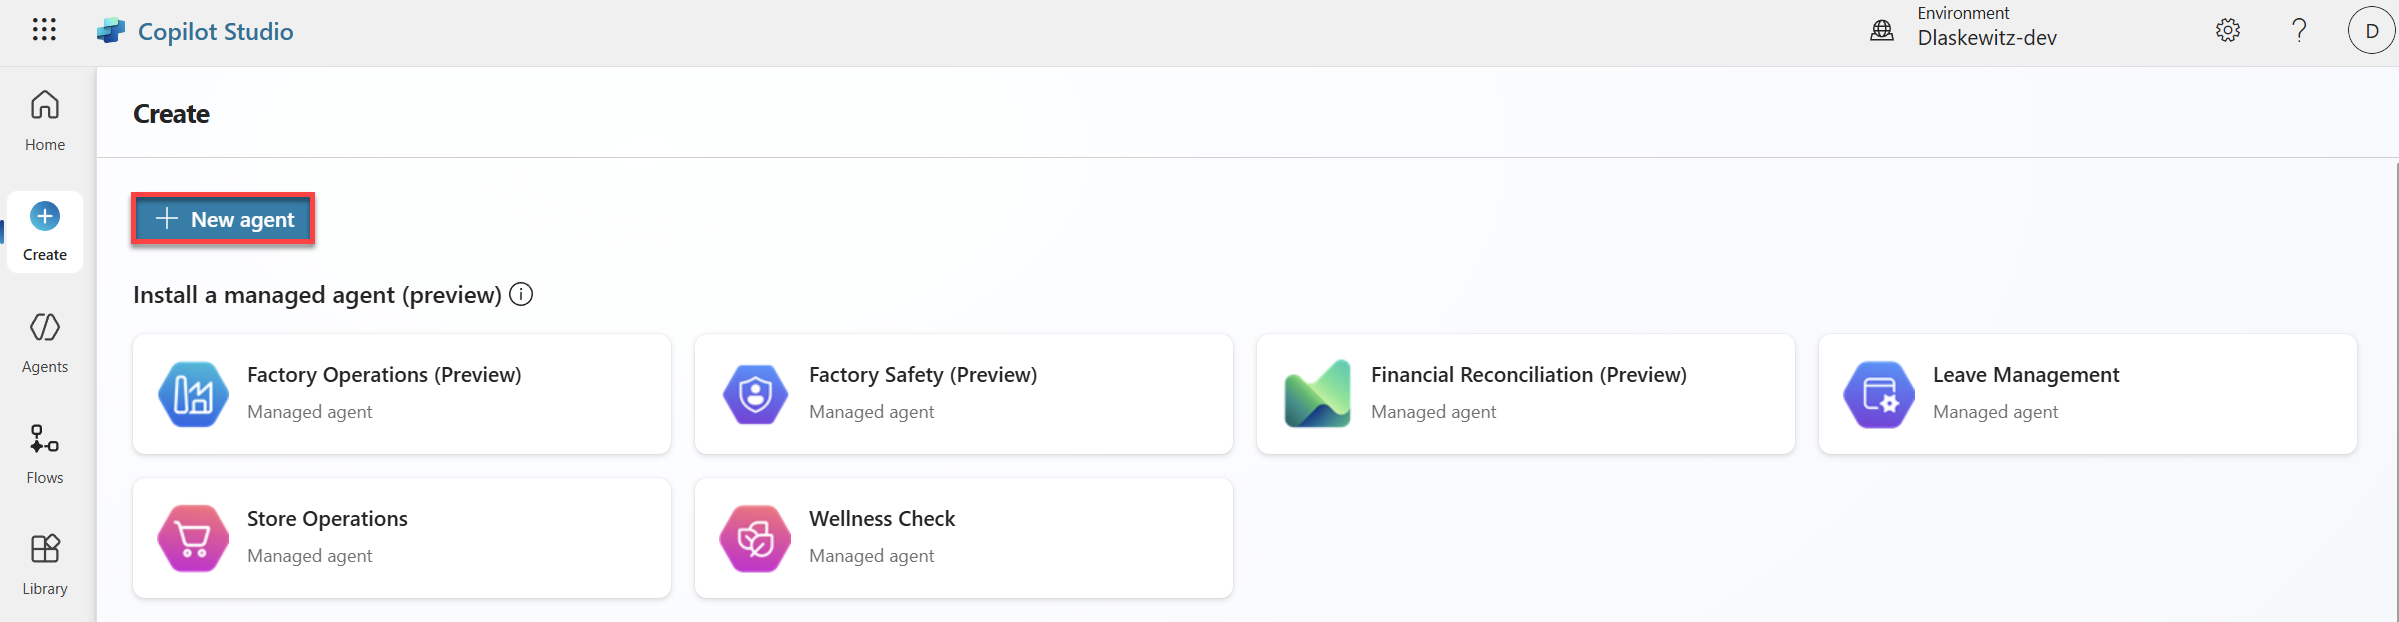 Copilot Studio
Environment
Dlaskewitz-dev
D
Home
Create
Agents
Flows
Library
Create
New agent
Install a managed agent (preview)
Factory Operations (Preview)
Managed agent
Factory Safety (Preview)
Managed agent
Financial Reconciliation (Preview)
Managed agent
Leave Management
Managed agent
Store Operations
Managed agent
Wellness Check
Managed agent